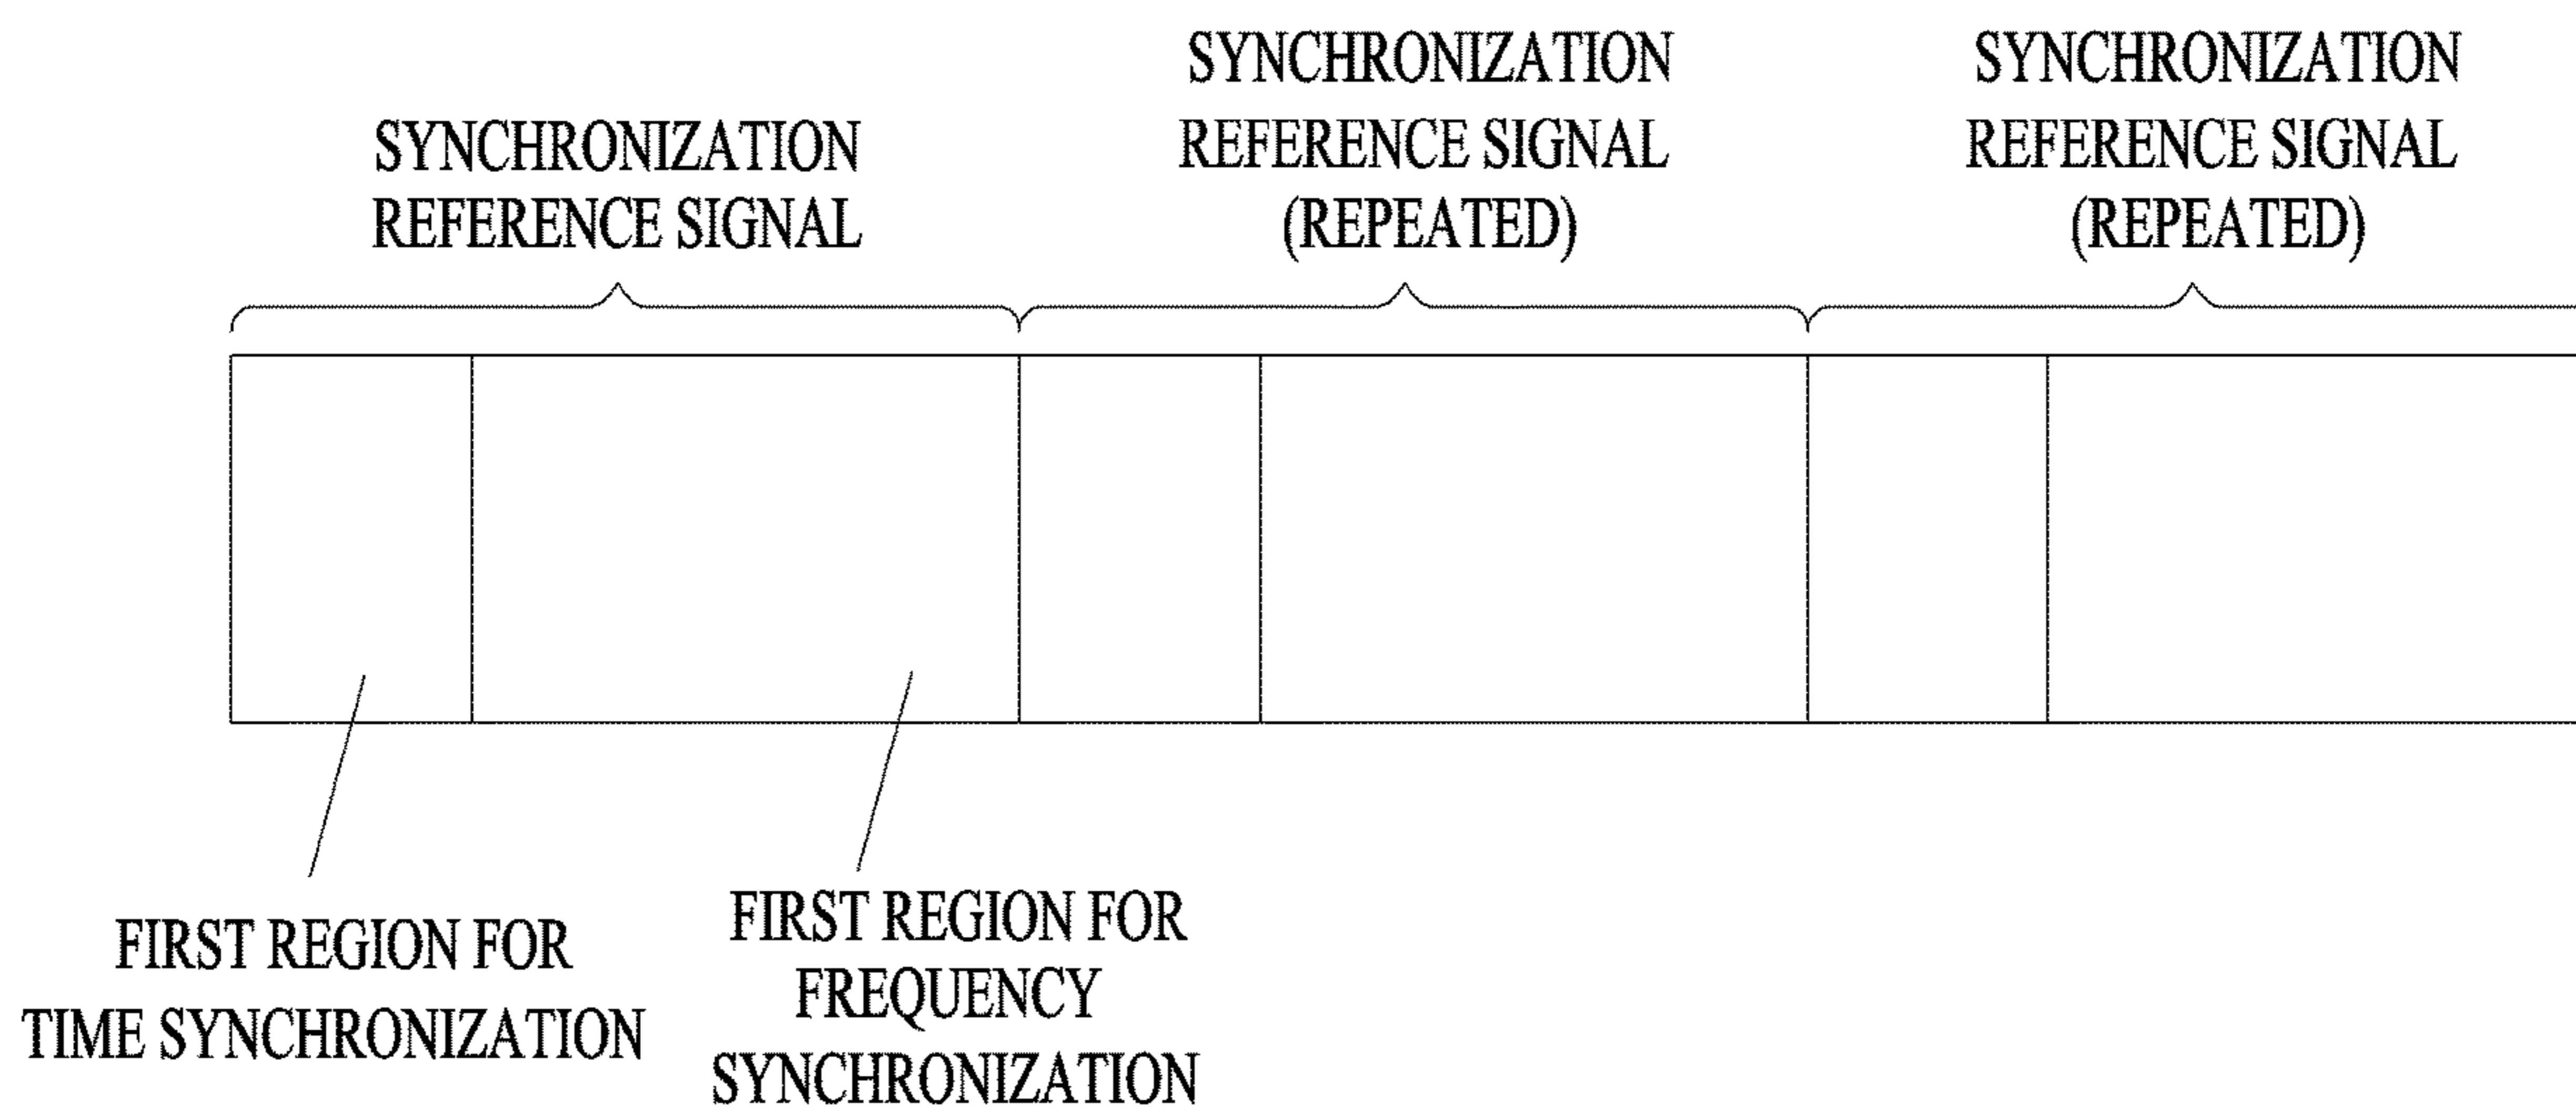 SYNCHRONIZATION
REFERENCE SIGNAL
SYNCHRONIZATION
REFERENCE SIGNAL
(REPEATED)
SYNCHRONIZATION
REFERENCE SIGNAL
(REPEATED)
FIRST REGION FOR
TIME SYNCHRONIZATION
FIRST REGION FOR
FREQUENCY
SYNCHRONIZATION